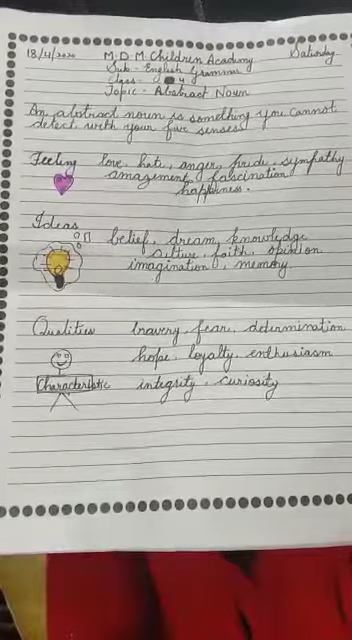 18/4/2020 M.D.M Children Academy Saturday
Sub - English Grammar
Class - 4
Topic - Abstract Noun
An abstract noun is something you cannot
detect with your five senses
Feeling love, hate, anger, pride, sympathy
amazement, fascination
happiness.
Ideas
belief, dream, knowledge
culture, faith, opinion
imagination, memory
Qualities bravery, fear, determination
hope, loyalty, enthusiasm
Characteristic integrity, curiosity